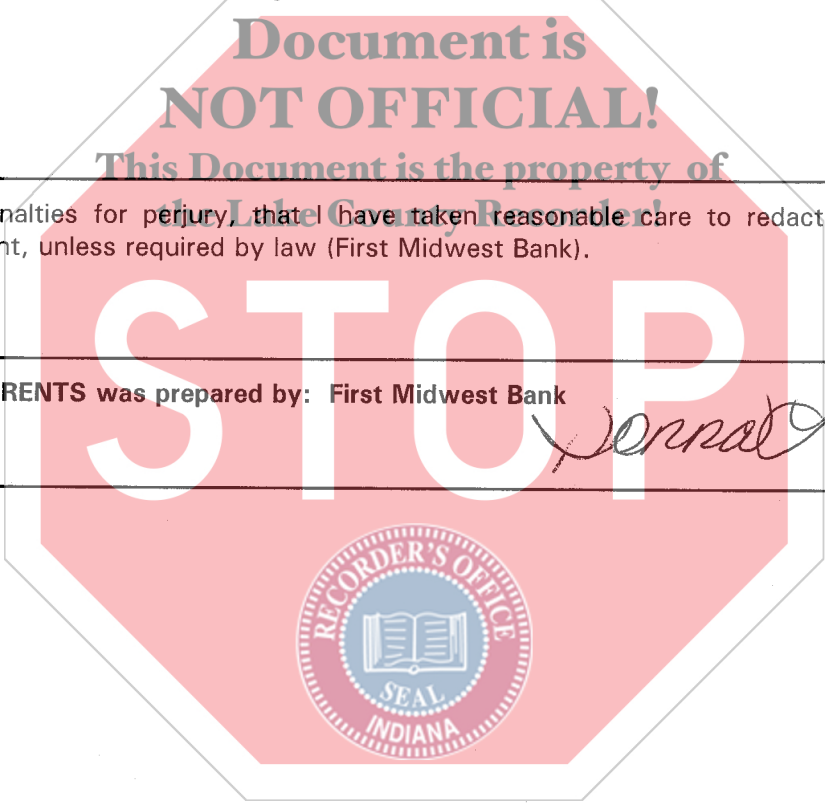 Document is
NOT OFFICIAL!
This Document is the property of
the Lake County Recorder!
nalties for perjury, that I have taken reasonable care to redact
nt, unless required by law (First Midwest Bank).
STOP
RENTS was prepared by: First Midwest Bank
RECORDER'S OFFICE
SEAL
INDIANA